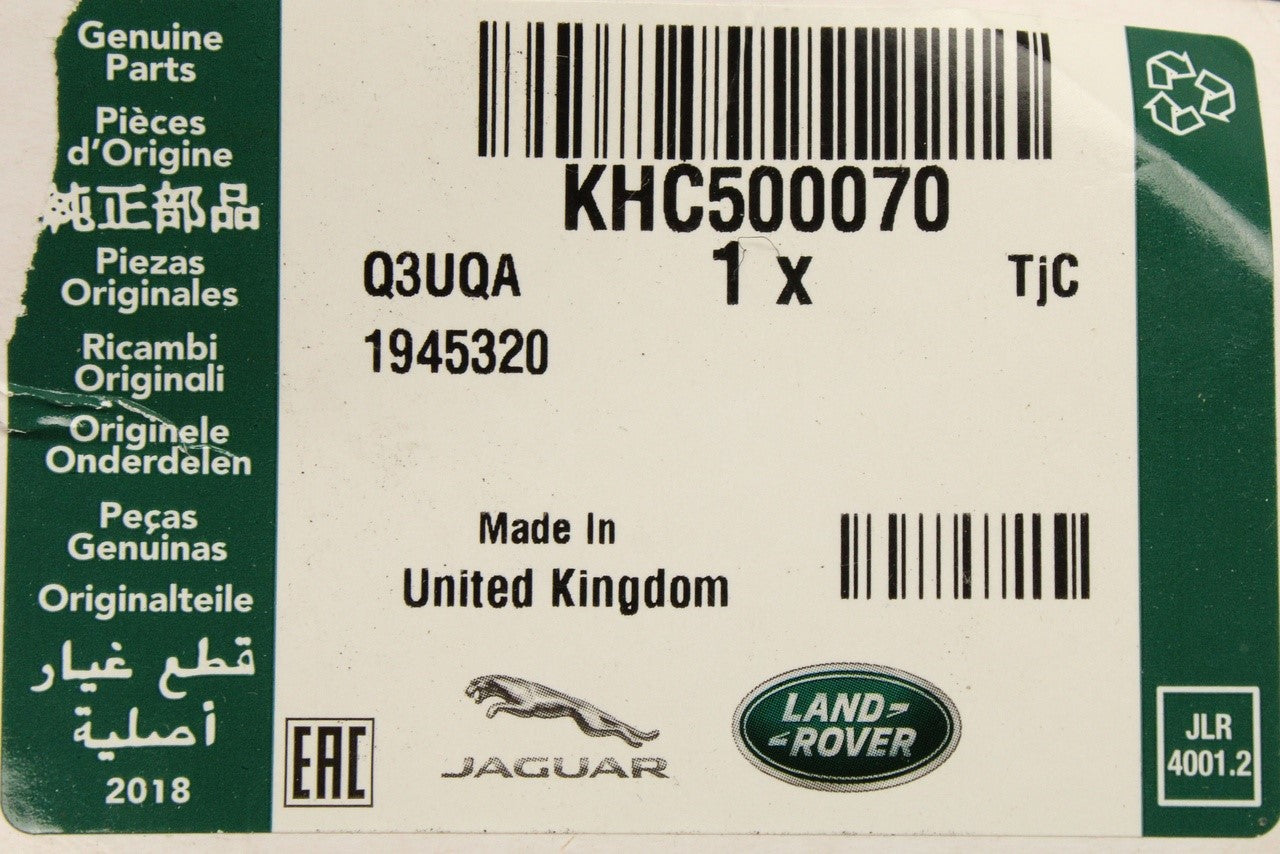 Genuine
Parts
Pièces
d'Origine
純正部品
Piezas
Originales
Ricambi
Originali
Originele
Onderdelen
Peças
Genuinas
Originalteile
قطع غيار
أصلية
2018
KHC500070
Q3UQA
1 x
TjC
1945320
Made In
United Kingdom
EAC
JAGUAR
LAND-
-ROVER
JLR
4001.2